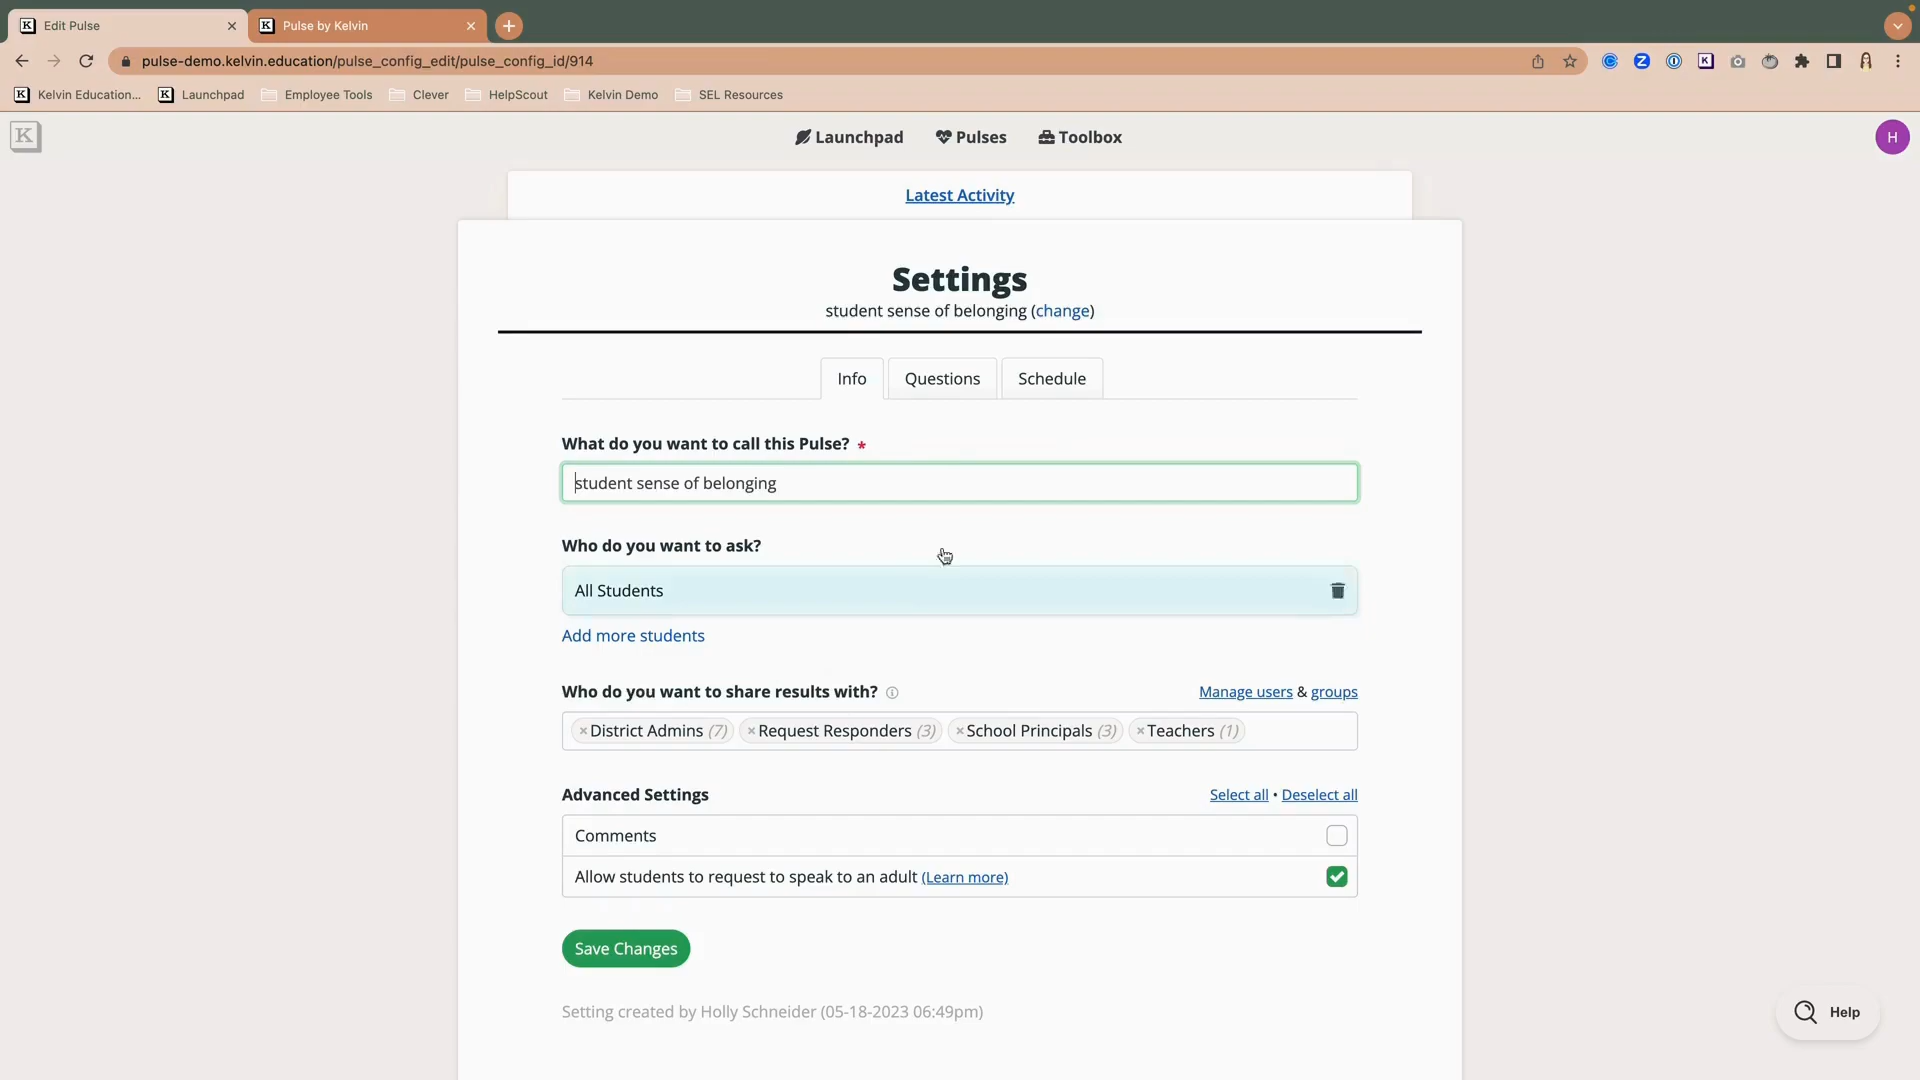 K Edit Pulse
K Pulse by Kelvin
pulse-demo.kelvin.education/pulse_config_edit/pulse_config_id/914
K Kelvin Education... K Launchpad Employee Tools Clever HelpScout Kelvin Demo SEL Resources
K Launchpad Pulses Toolbox H
Latest Activity
Settings
student sense of belonging (change)
Info Questions Schedule
What do you want to call this Pulse? *
student sense of belonging
Who do you want to ask?
All Students
Add more students
Who do you want to share results with? Manage users & groups
×District Admins (7) ×Request Responders (3) ×School Principals (3) ×Teachers (1)
Advanced Settings Select all • Deselect all
Comments
Allow students to request to speak to an adult (Learn more)
Save Changes
Setting created by Holly Schneider (05-18-2023 06:49pm)
Help